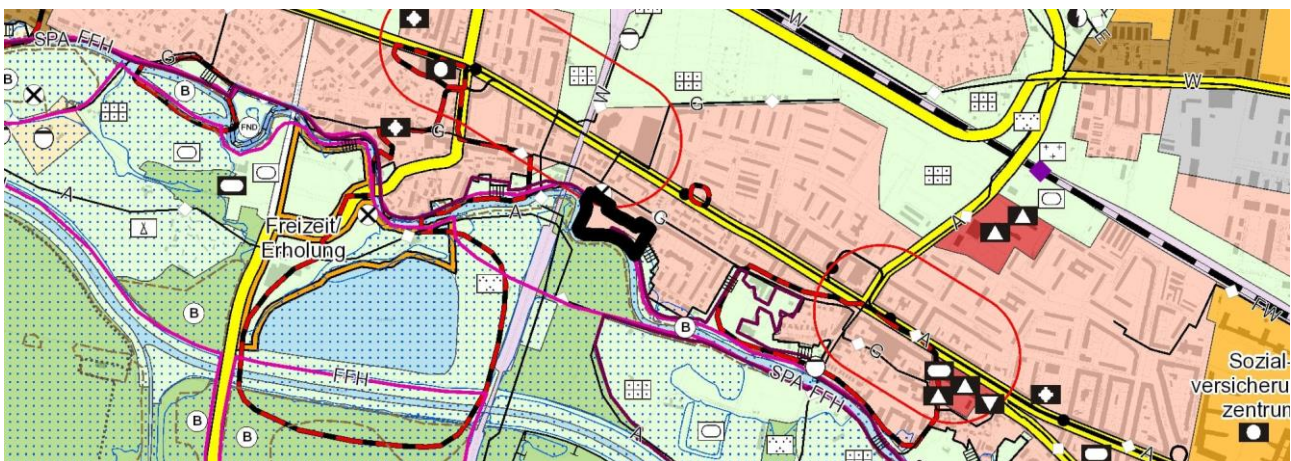 SPA FFH
G
W
B
FND
G
G
W
A
A
Freizeit/
Erholung
G
A
B
B
FFH
SPA FFH
A
G
FW
B
B
A
A
Sozial-
versicheru
zentrum